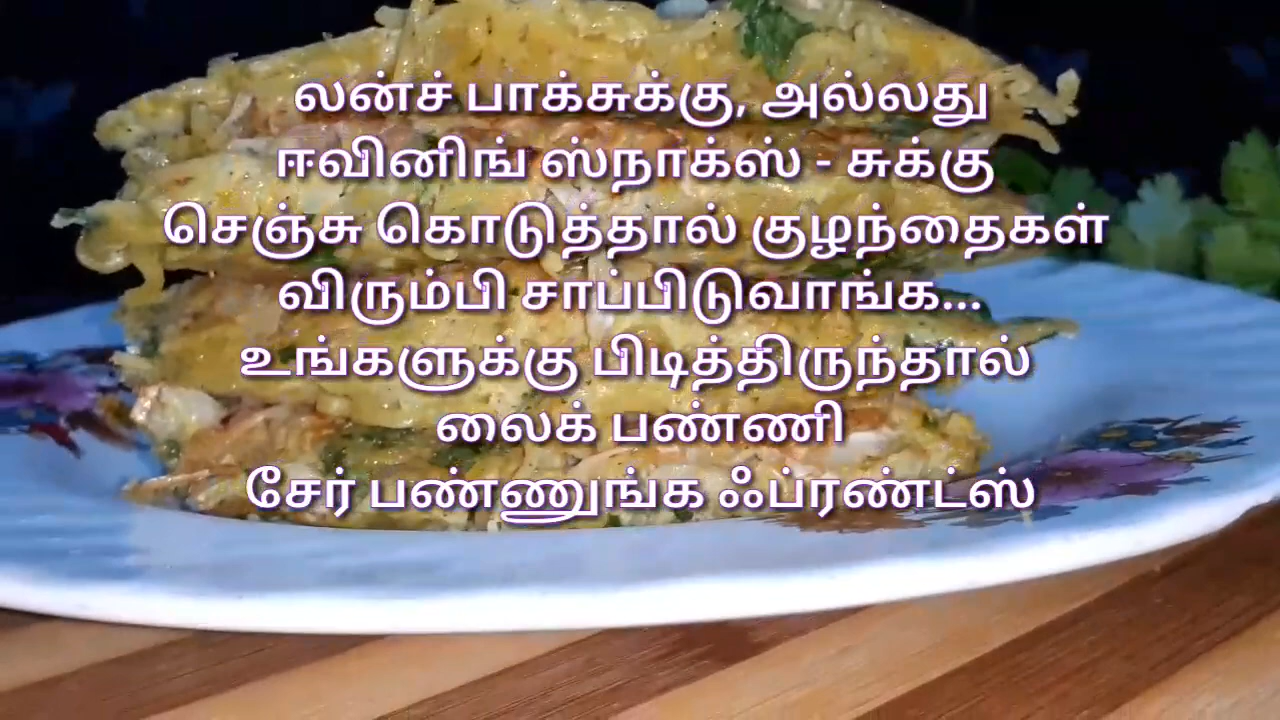 லன்ச் பாக்சுக்கு, அல்லது
ஈவினிங் ஸ்நாக்ஸ் - சுக்கு
செஞ்சு கொடுத்தால் குழந்தைகள்
விரும்பி சாப்பிடுவாங்க...
உங்களுக்கு பிடித்திருந்தால்
லைக் பண்ணி
சேர் பண்ணுங்க ஃப்ரண்ட்ஸ்